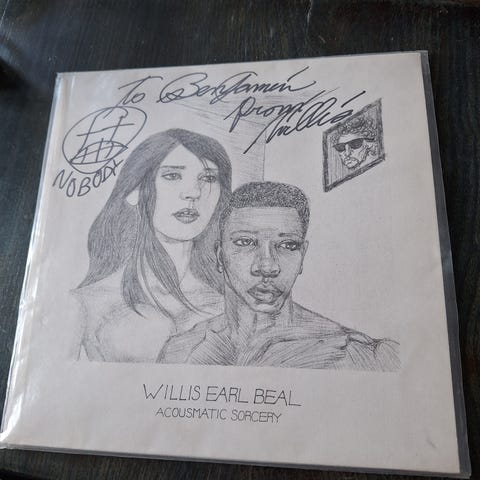 To Benjamin
From Willis
NOBODY
WILLIS EARL BEAL
ACOUSMATIC SORCERY